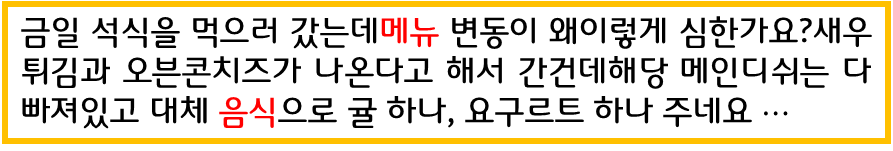 금일 석식을 먹으러 갔는데메뉴 변동이 왜이렇게 심한가요?새우
튀김과 오븐콘치즈가 나온다고 해서 간건데해당 메인디쉬는 다
빠져있고 대체 음식으로 귤 하나, 요구르트 하나 주네요 …